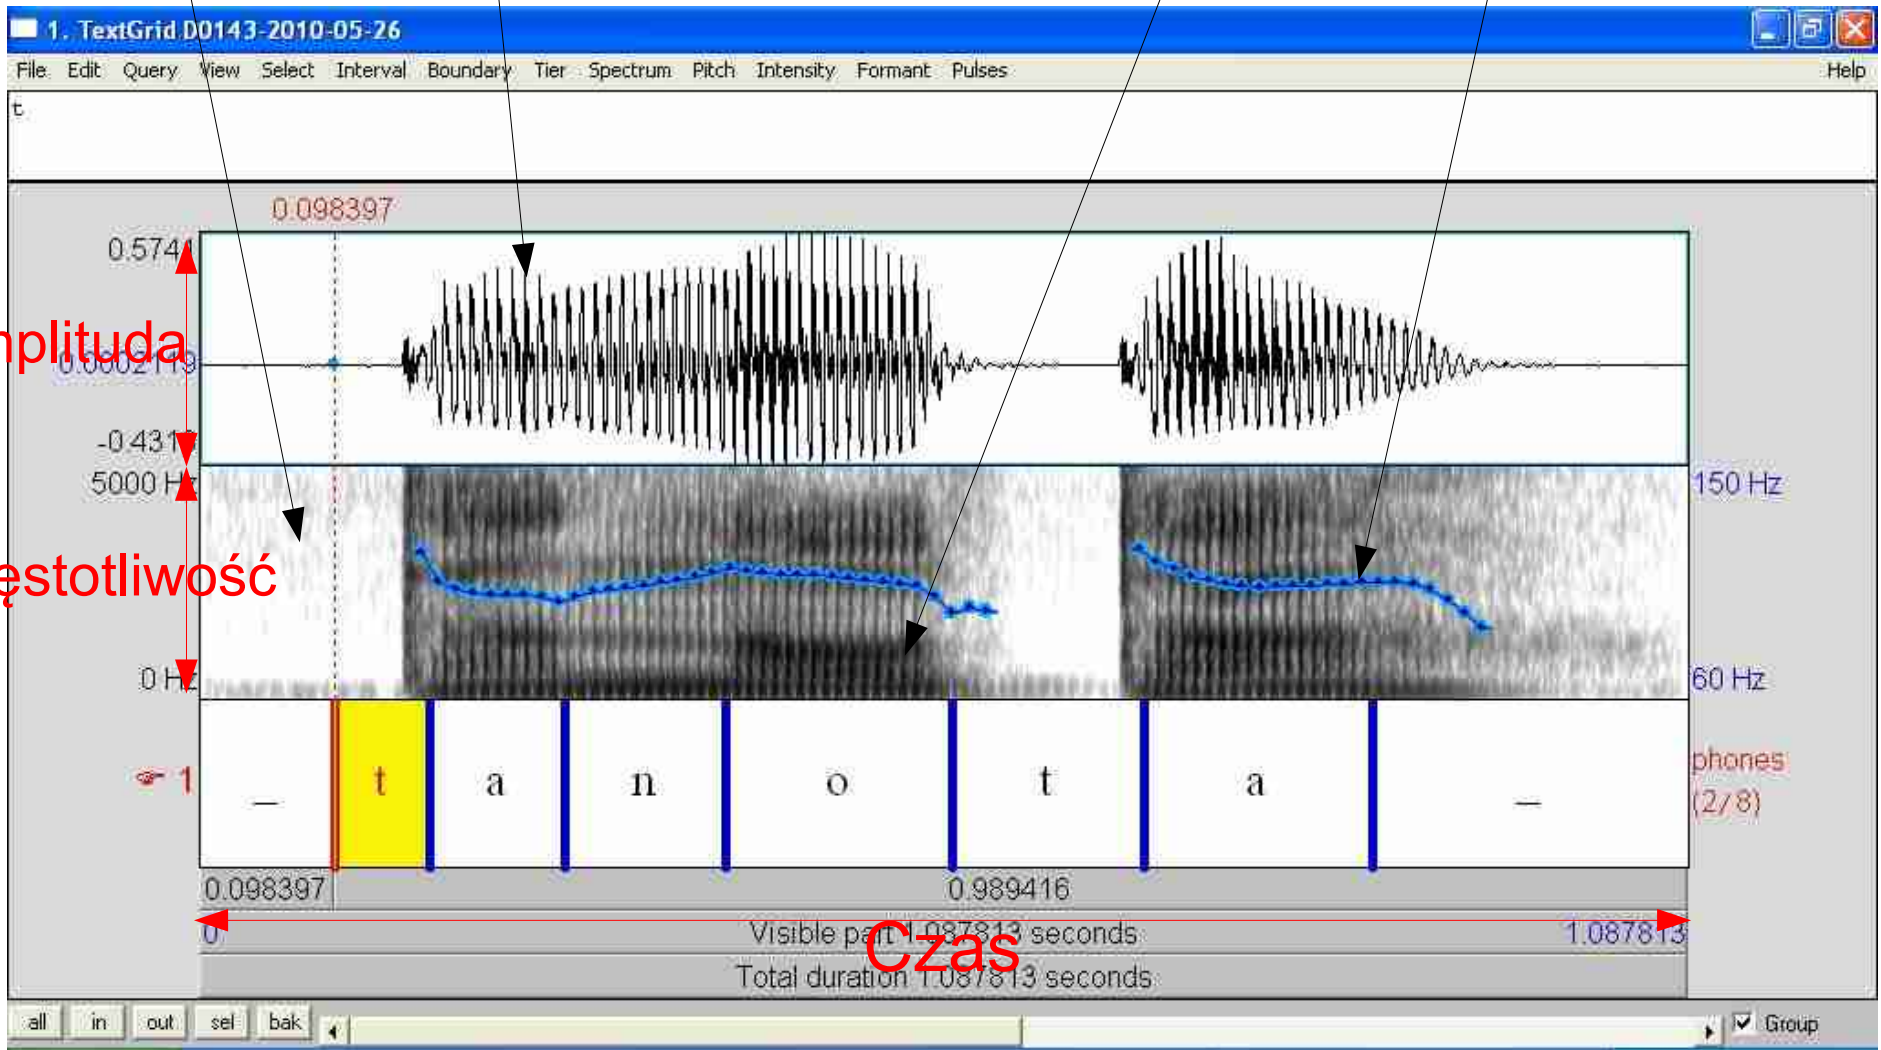 1. TextGrid D0143-2010-05-26
File Edit Query View Select Interval Boundary Tier Spectrum Pitch Intensity Formant Pulses Help
t
0.098397
0.5741
mplituda
0.0002149
5000 Hz 150 Hz
ęstotliwość
0 Hz 60 Hz
phones
☞ 1 _ t a n o t a _
(2/8)
0.098397 0.989416
0 Visible part 1.087813 seconds 1.087813
Czas
Total duration 1.087813 seconds
all in out sel bak Group